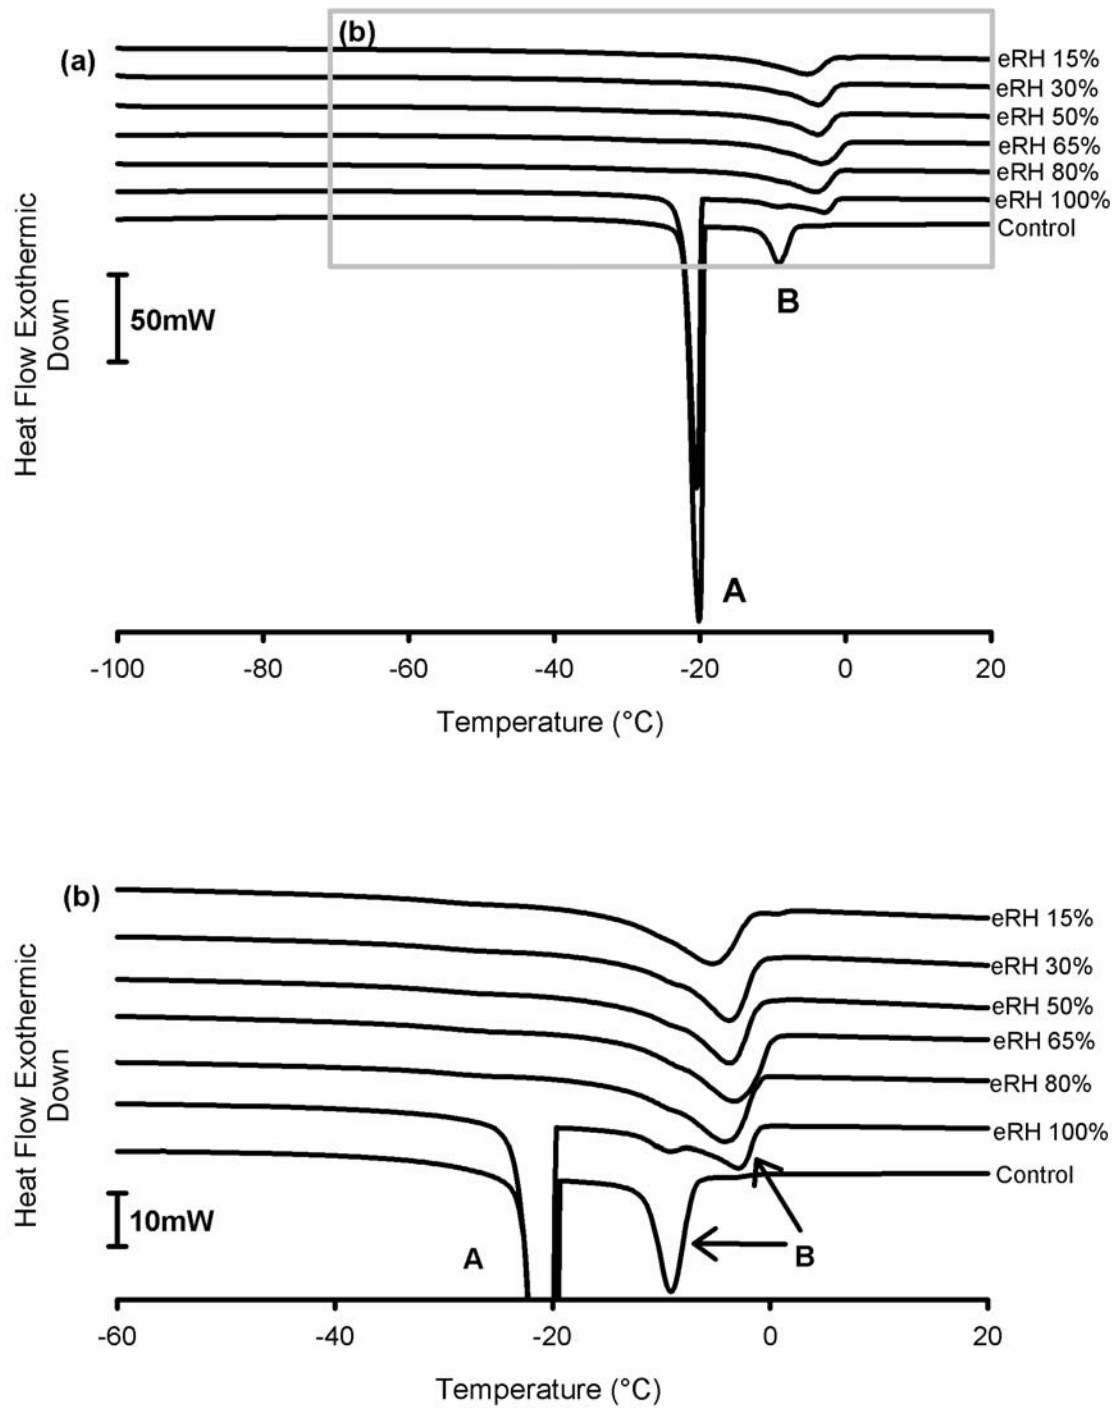 (b)
(a)
eRH 15%
eRH 30%
eRH 50%
eRH 65%
eRH 80%
eRH 100%
Control
Heat Flow Exothermic
Down
50mW
B
A
-100
-80
-60
-40
-20
0
20
Temperature (°C)
(b)
eRH 15%
eRH 30%
eRH 50%
eRH 65%
eRH 80%
eRH 100%
Control
Heat Flow Exothermic
Down
10mW
A
B
-60
-40
-20
0
20
Temperature (°C)